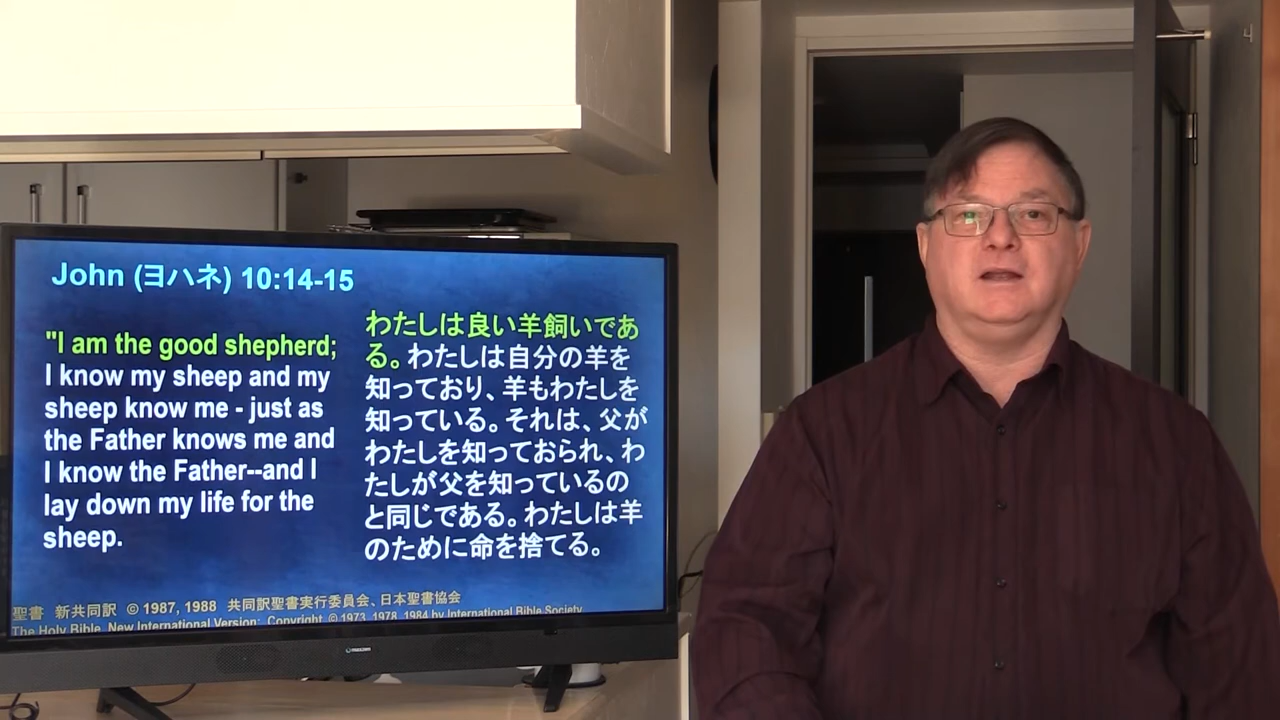 John (ヨハネ) 10:14-15
"I am the good shepherd;
I know my sheep and my
sheep know me - just as
the Father knows me and
I know the Father--and I
lay down my life for the
sheep.
わたしは良い羊飼いであ
る。わたしは自分の羊を
知っており、羊もわたしを
知っている。それは、父が
わたしを知っておられ、わ
たしが父を知っているの
と同じである。わたしは羊
のために命を捨てる。
聖書 新共同訳 © 1987, 1988 共同訳聖書実行委員会、日本聖書協会
The Holy Bible, New International Version; Copyright © 1973, 1978, 1984 by International Bible Society